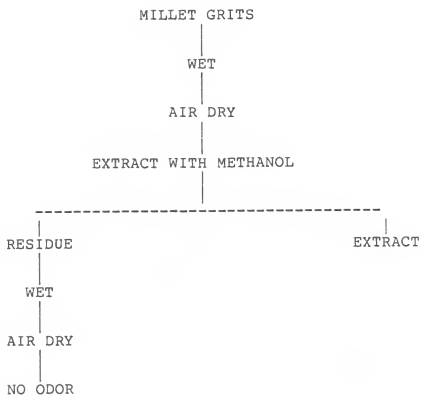 MILLET GRITS
WET
AIR DRY
EXTRACT WITH METHANOL
RESIDUE EXTRACT
WET
AIR DRY
NO ODOR